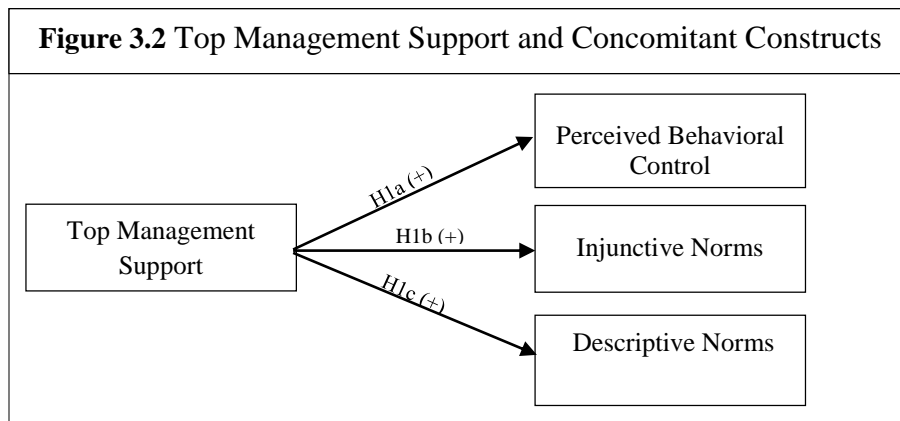 Figure 3.2 Top Management Support and Concomitant Constructs
Perceived Behavioral
Control
H1a (+)
Top Management
Support
H1b (+)
Injunctive Norms
H1c (+)
Descriptive Norms